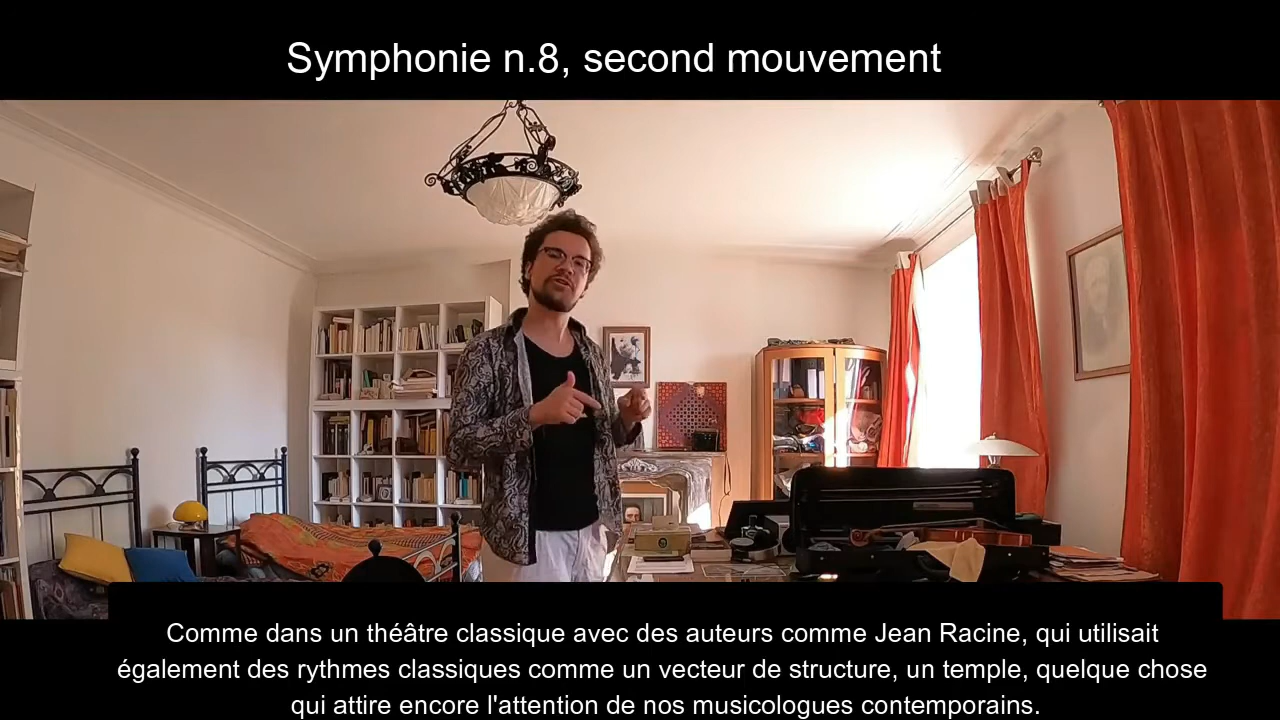 Symphonie n.8, second mouvement
Comme dans un théâtre classique avec des auteurs comme Jean Racine, qui utilisait
également des rythmes classiques comme un vecteur de structure, un temple, quelque chose
qui attire encore l'attention de nos musicologues contemporains.